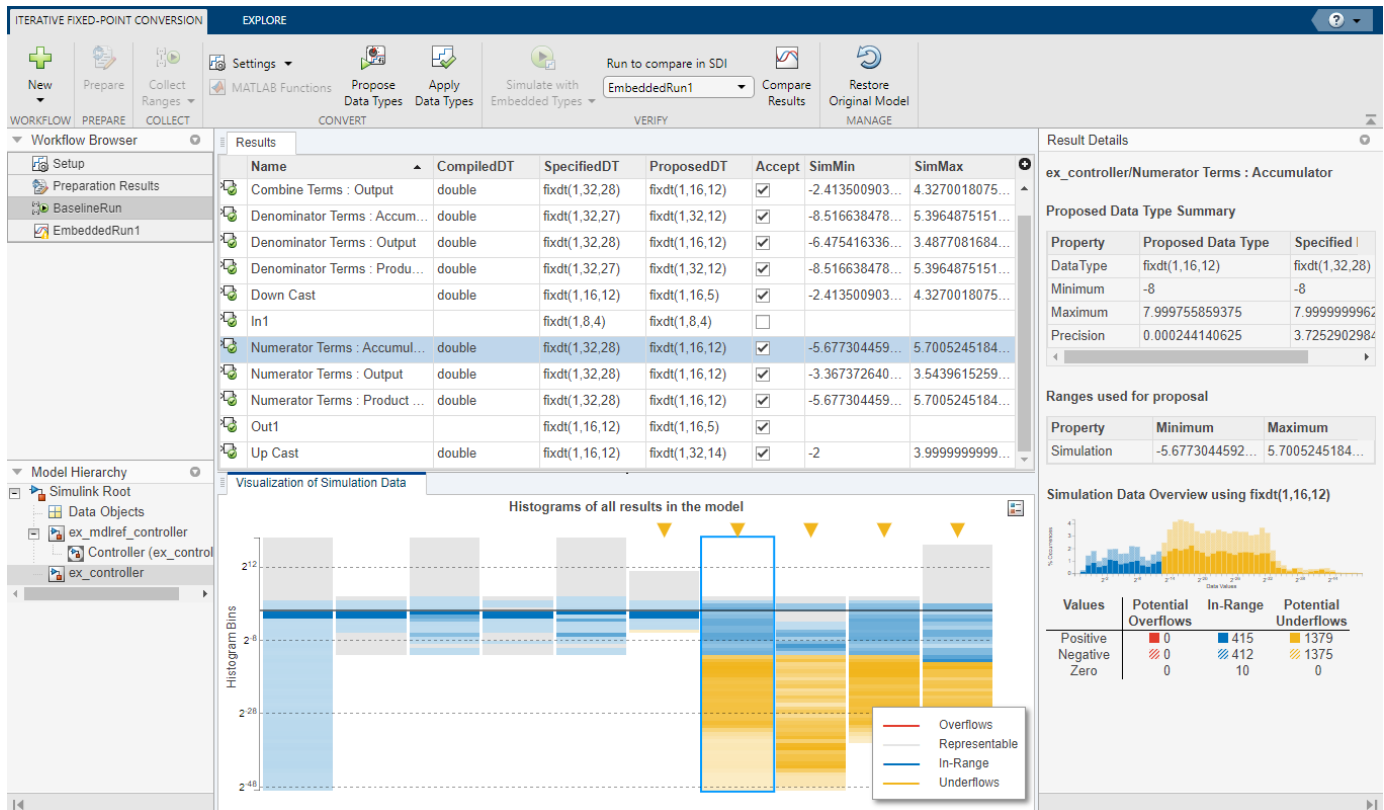 ITERATIVE FIXED-POINT CONVERSION EXPLORE
?
New
Prepare
Collect
Ranges
Settings
MATLAB Functions
Propose
Data Types
Apply
Data Types
Simulate with
Embedded Types
Run to compare in SDI
EmbeddedRun1
Compare
Results
Restore
Original Model
WORKFLOW PREPARE COLLECT CONVERT VERIFY MANAGE
Workflow Browser
Setup
Preparation Results
BaselineRun
EmbeddedRun1
Model Hierarchy
Simulink Root
Data Objects
ex_mdlref_controller
Controller (ex_control
ex_controller
Results
Name CompiledDT SpecifiedDT ProposedDT Accept SimMin SimMax
Combine Terms : Output double fixdt(1,32,28) fixdt(1,16,12) -2.413500903... 4.3270018075...
Denominator Terms : Accum... double fixdt(1,32,27) fixdt(1,32,12) -8.516638478... 5.3964875151...
Denominator Terms : Output double fixdt(1,32,28) fixdt(1,16,12) -6.475416336... 3.4877081684...
Denominator Terms : Produ... double fixdt(1,32,27) fixdt(1,32,12) -8.516638478... 5.3964875151...
Down Cast double fixdt(1,16,12) fixdt(1,16,5) -2.413500903... 4.3270018075...
In1 fixdt(1,8,4) fixdt(1,8,4)
Numerator Terms : Accumul... double fixdt(1,32,28) fixdt(1,16,12) -5.677304459... 5.7005245184...
Numerator Terms : Output double fixdt(1,32,28) fixdt(1,16,12) -3.367372640... 3.5439615259...
Numerator Terms : Product ... double fixdt(1,32,28) fixdt(1,16,12) -5.677304459... 5.7005245184...
Out1 fixdt(1,16,12) fixdt(1,16,5)
Up Cast double fixdt(1,16,12) fixdt(1,32,14) -2 3.9999999999...
Visualization of Simulation Data
Histograms of all results in the model
Histogram Bins
2^12
2^-8
2^-28
2^-48
Overflows
Representable
In-Range
Underflows
Result Details
ex_controller/Numerator Terms : Accumulator
Proposed Data Type Summary
Property Proposed Data Type Specified
DataType fixdt(1,16,12) fixdt(1,32,28)
Minimum -8 -8
Maximum 7.999755859375 7.9999999962
Precision 0.000244140625 3.7252902984
Ranges used for proposal
Property Minimum Maximum
Simulation -5.6773044592... 5.7005245184...
Simulation Data Overview using fixdt(1,16,12)
% Occurrences
4
3
2
1
0
Data Values
Values Potential Overflows In-Range Potential Underflows
Positive 0 415 1379
Negative 0 412 1375
Zero 0 10 0